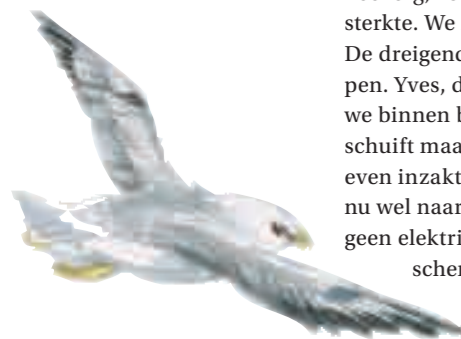 sterkte. We
De dreigend
pen. Yves, d
we binnen b
schuift maa
even inzakt
nu wel naar
geen elektri
scher